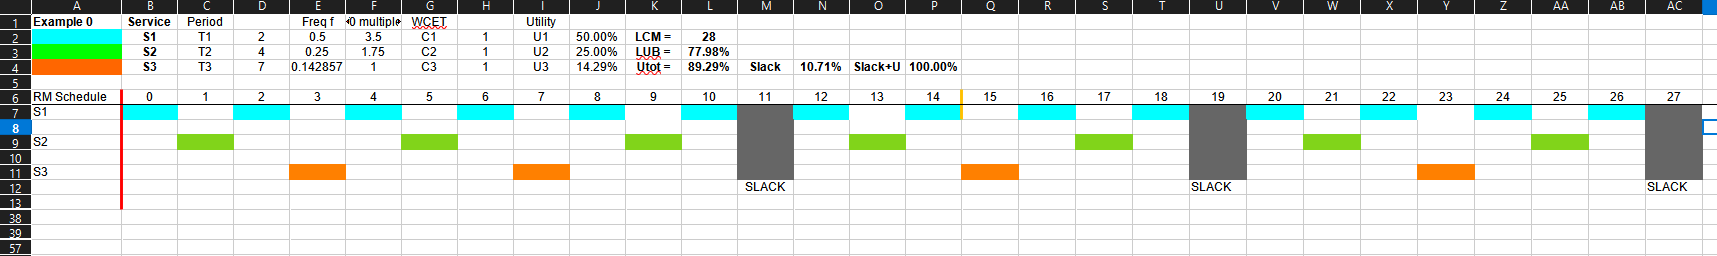 A B C D E F G H I J K L M N O P Q R S T U V W X Y Z AA AB AC
1 Example 0 Service Period Freq f 0 multiple WCET Utility
2 S1 T1 2 0.5 3.5 C1 1 U1 50.00% LCM = 28
3 S2 T2 4 0.25 1.75 C2 1 U2 25.00% LUB = 77.98%
4 S3 T3 7 0.142857 1 C3 1 U3 14.29% Utot = 89.29% Slack 10.71% Slack+U 100.00%
5
6 RM Schedule 0 1 2 3 4 5 6 7 8 9 10 11 12 13 14 15 16 17 18 19 20 21 22 23 24 25 26 27
7 S1
8
9 S2
10
11 S3
12 SLACK SLACK SLACK
13
38
39
57